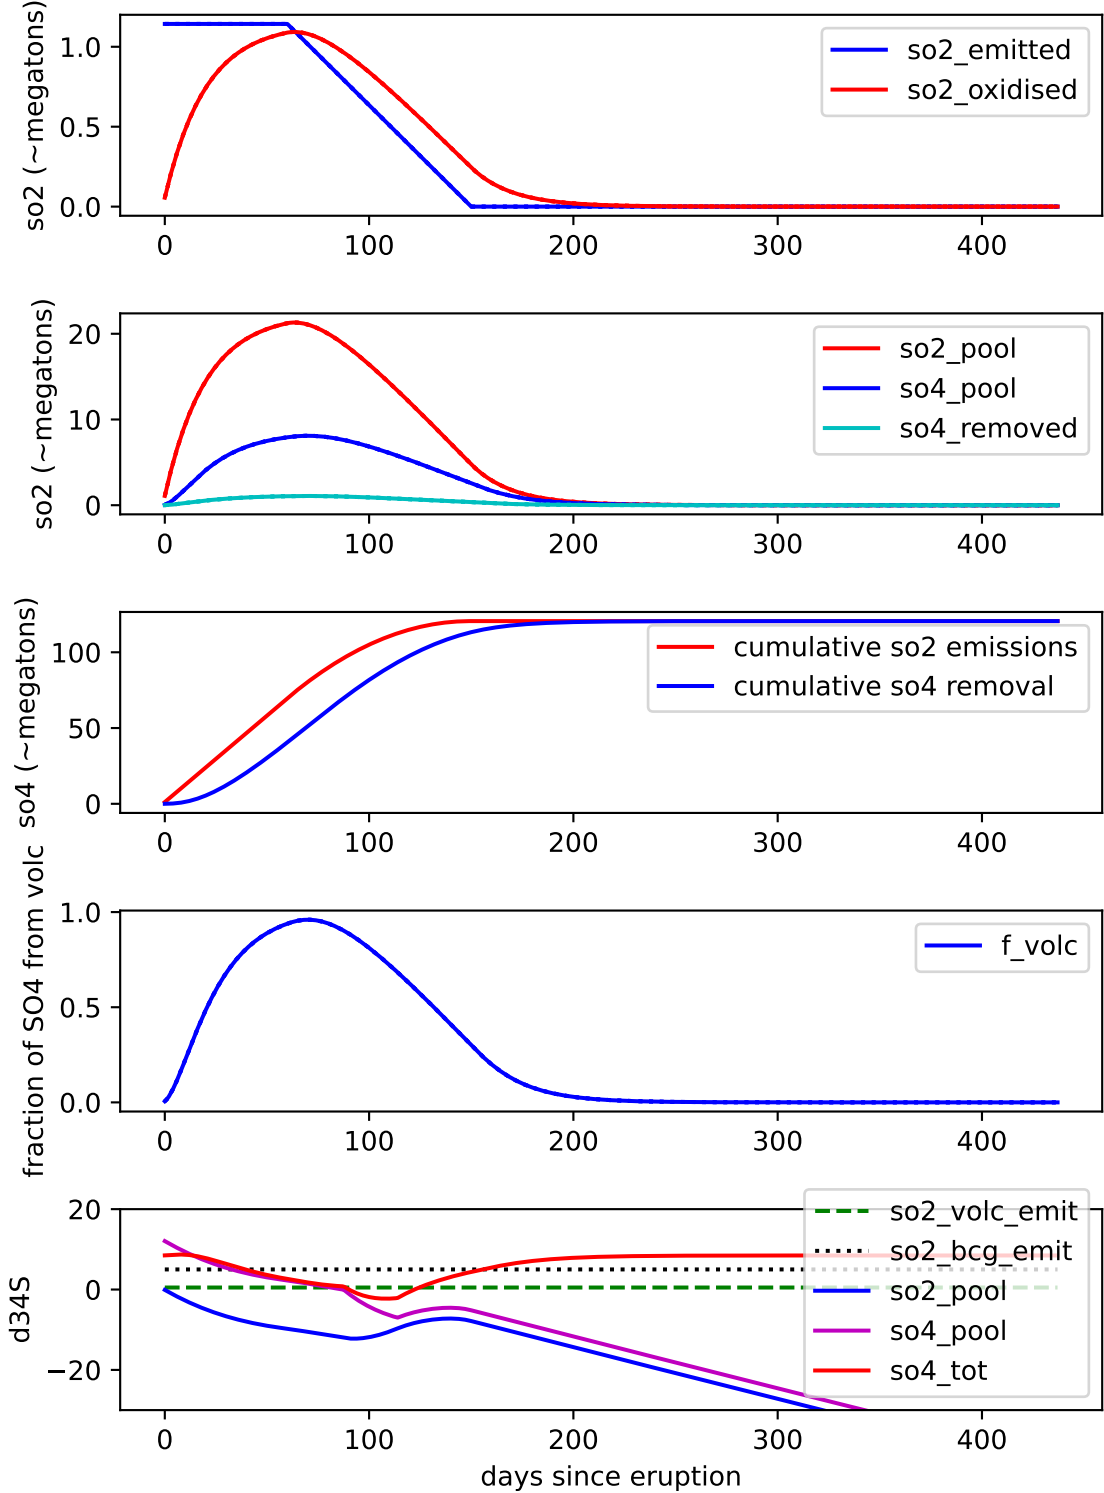 so2 (~megatons)
1.0
0.5
0.0
so2_emitted
so2_oxidised
0 100 200 300 400
so2 (~megatons)
20
10
0
so2_pool
so4_pool
so4_removed
0 100 200 300 400
so4 (~megatons)
100
50
0
cumulative so2 emissions
cumulative so4 removal
0 100 200 300 400
fraction of SO4 from volc
1.0
0.5
0.0
f_volc
0 100 200 300 400
d34S
20
0
−20
so2_volc_emit
so2_bcg_emit
so2_pool
so4_pool
so4_tot
0 100 200 300 400
days since eruption